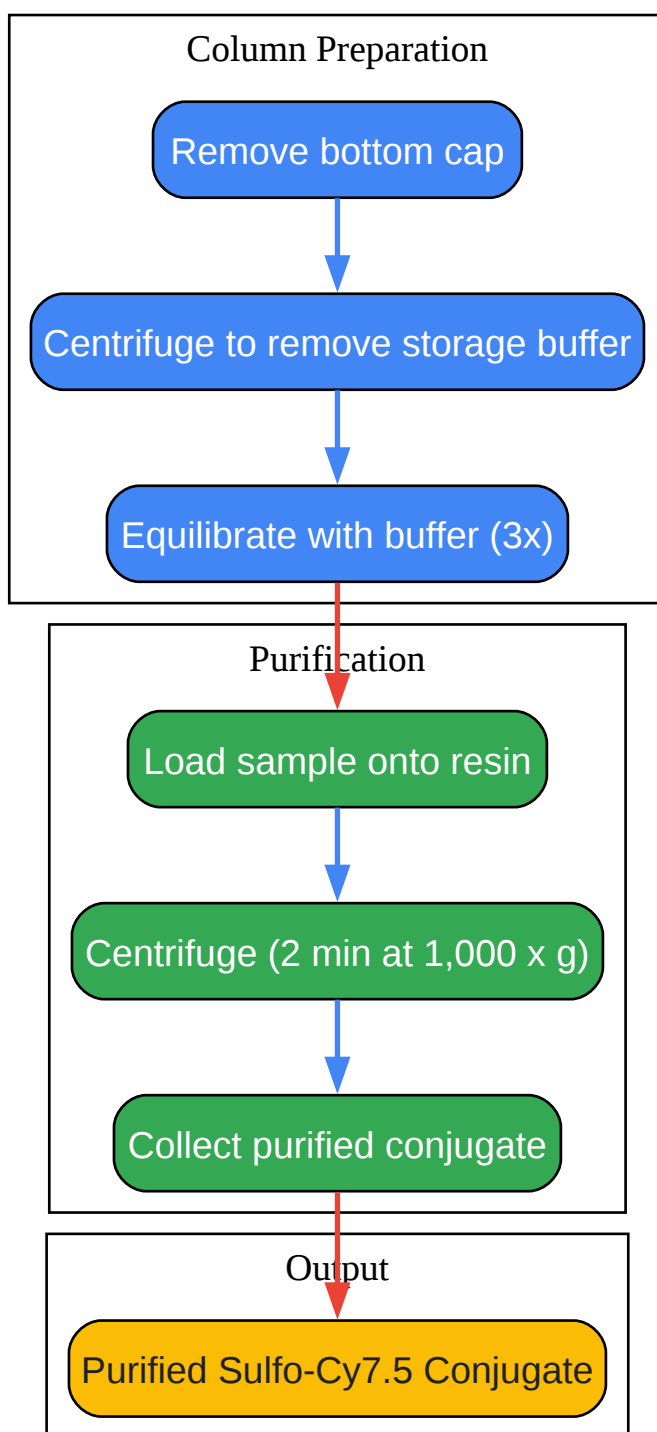 Column Preparation
Remove bottom cap
Centrifuge to remove storage buffer
Equilibrate with buffer (3x)
Purification
Load sample onto resin
Centrifuge (2 min at 1,000 x g)
Collect purified conjugate
Output
Purified Sulfo-Cy7.5 Conjugate